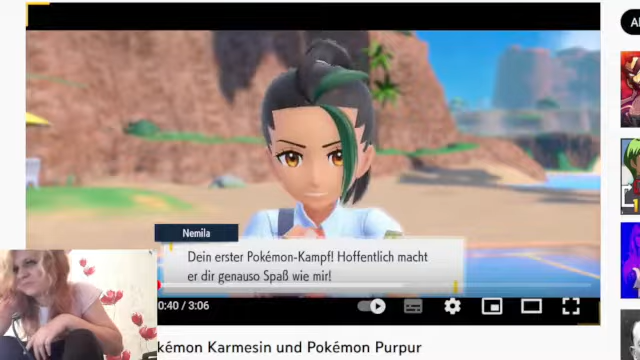 Nemila
Dein erster Pokémon-Kampf! Hoffentlich macht
er dir genauso Spaß wie mir!
0:40 / 3:06
kémon Karmesin und Pokémon Purpur